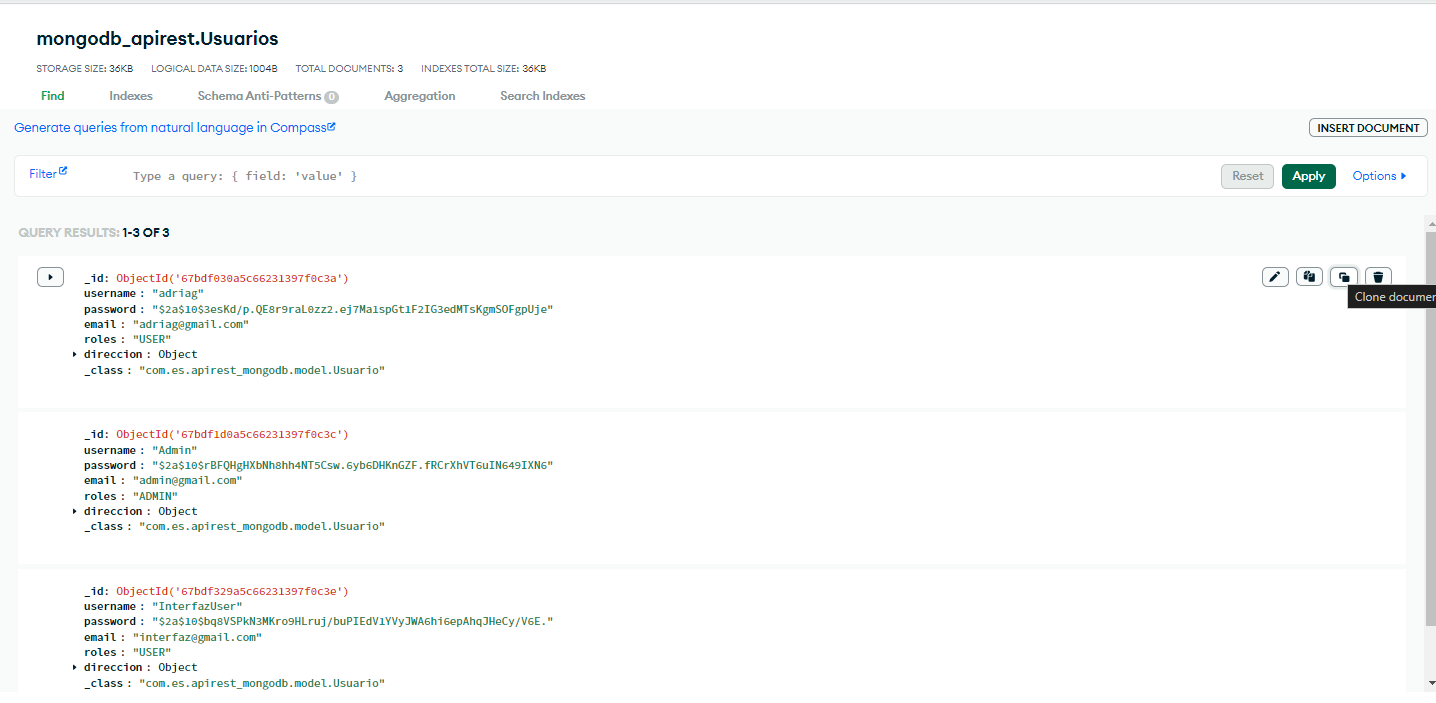 mongodb_apirest.Usuarios
STORAGE SIZE: 36KB LOGICAL DATA SIZE: 1004B TOTAL DOCUMENTS: 3 INDEXES TOTAL SIZE: 36KB
Find Indexes Schema Anti-Patterns 0 Aggregation Search Indexes
Generate queries from natural language in Compass
INSERT DOCUMENT
Filter Type a query: { field: 'value' } Reset Apply Options
QUERY RESULTS: 1-3 OF 3
_id: ObjectId('67bdf030a5c66231397f0c3a')
username : "adriag"
password : "$2a$10$3esKd/p.QE8r9raL0zz2.ej7Ma1spGt1F2IG3edMTsKgmSOFgpUje"
Clone documen
email : "adriag@gmail.com"
roles : "USER"
direccion : Object
_class : "com.es.apirest_mongodb.model.Usuario"
_id: ObjectId('67bdf1d0a5c66231397f0c3c')
username : "Admin"
password : "$2a$10$rBFQHgHXbNh8hh4NT5Csw.6yb6DHKnGZF.fRCrXhVT6uIN649IXN6"
email : "admin@gmail.com"
roles : "ADMIN"
direccion : Object
_class : "com.es.apirest_mongodb.model.Usuario"
_id: ObjectId('67bdf329a5c66231397f0c3e')
username : "InterfazUser"
password : "$2a$10$bq8VSPkN3MKro9HLruj/buPIEdV1YVyJWA6hi6epAhqJHeCy/V6E."
email : "interfaz@gmail.com"
roles : "USER"
direccion : Object
_class : "com.es.apirest_mongodb.model.Usuario"